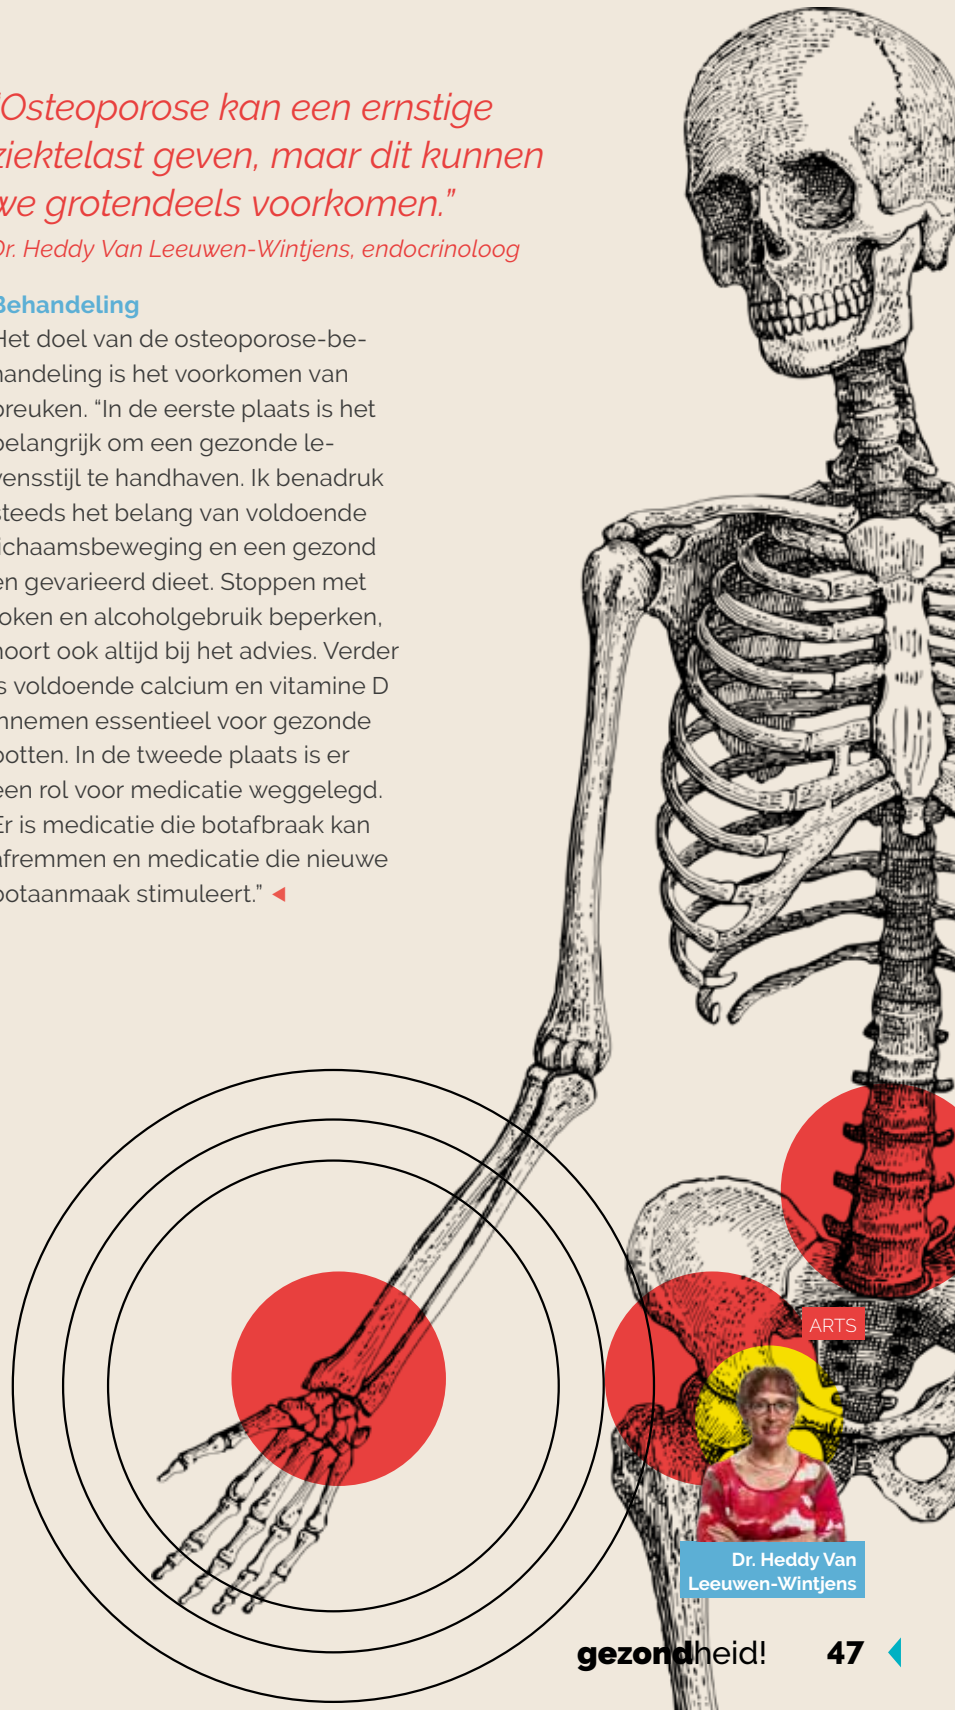 "Osteoporose kan een ernstige
ziektelast geven, maar dit kunnen
we grotendeels voorkomen.”
Dr. Heddy Van Leeuwen-Wintjens, endocrinoloog
Behandeling
Het doel van de osteoporose-be-
handeling is het voorkomen van
breuken. “In de eerste plaats is het
belangrijk om een gezonde le-
vensstijl te handhaven. Ik benadruk
steeds het belang van voldoende
lichaamsbeweging en een gezond
en gevarieerd dieet. Stoppen met
roken en alcoholgebruik beperken,
hoort ook altijd bij het advies. Verder
is voldoende calcium en vitamine D
innemen essentieel voor gezonde
botten. In de tweede plaats is er
een rol voor medicatie weggelegd.
Er is medicatie die botafbraak kan
afremmen en medicatie die nieuwe
botaanmaak stimuleert.”
ARTS
Dr. Heddy Van
Leeuwen-Wintjens
gezondheid! 47